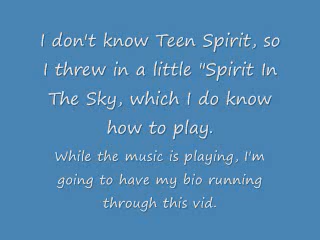 I don't know Teen Spirit, so
I threw in a little "Spirit In
The Sky, which I do know
how to play.
While the music is playing, I'm
going to have my bio running
through this vid.